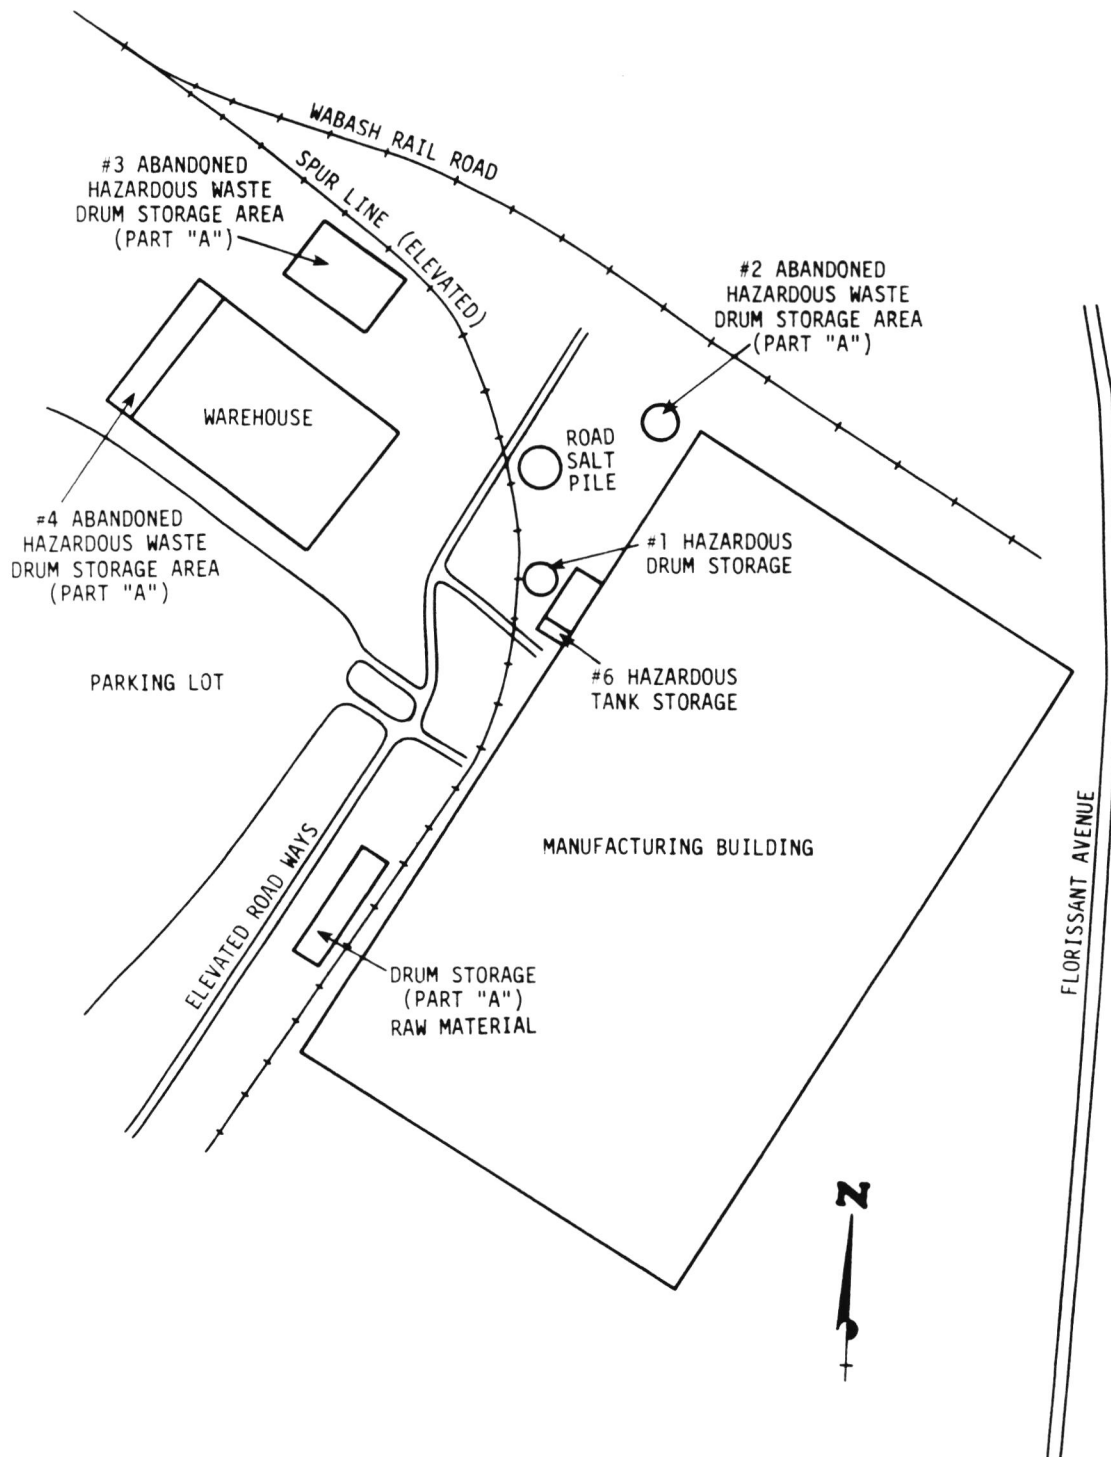 WABASH RAIL ROAD
SPUR LINE (ELEVATED)
#3 ABANDONED
HAZARDOUS WASTE
DRUM STORAGE AREA
(PART "A")
#2 ABANDONED
HAZARDOUS WASTE
DRUM STORAGE AREA
(PART "A")
WAREHOUSE
ROAD
SALT
PILE
#4 ABANDONED
HAZARDOUS WASTE
DRUM STORAGE AREA
(PART "A")
#1 HAZARDOUS
DRUM STORAGE
PARKING LOT
#6 HAZARDOUS
TANK STORAGE
MANUFACTURING BUILDING
ELEVATED ROAD WAYS
FLORISSANT AVENUE
DRUM STORAGE
(PART "A")
RAW MATERIAL
N